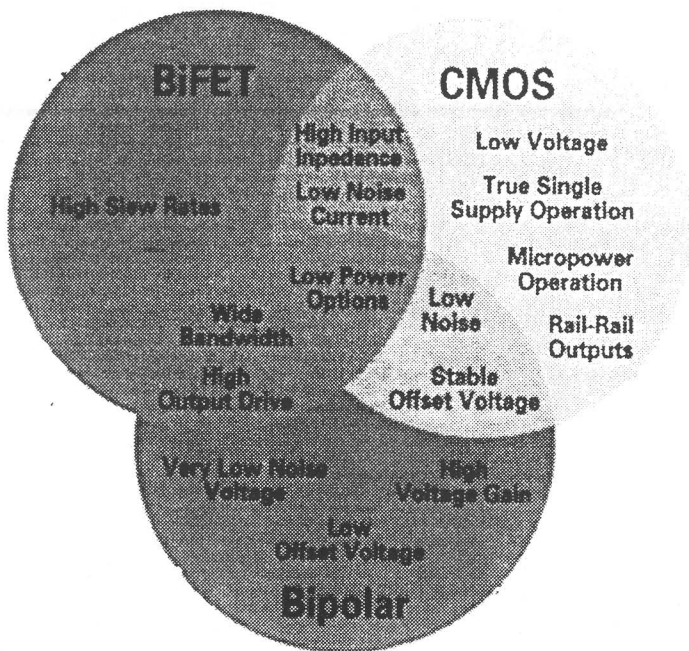 BiFET
CMOS
High Input
Inpedence
Low Noise
Current
Low Voltage
True Single
Supply Operation
High Slew Rates
Micropower
Operation
Low Power
Options
Low
Noise
Rail-Rail
Outputs
Wide
Bandwidth
High
Output Drive
Stable
Offset Voltage
Very Low Noise
Voltage
High
Voltage Gain
Low
Offset Voltage
Bipolar